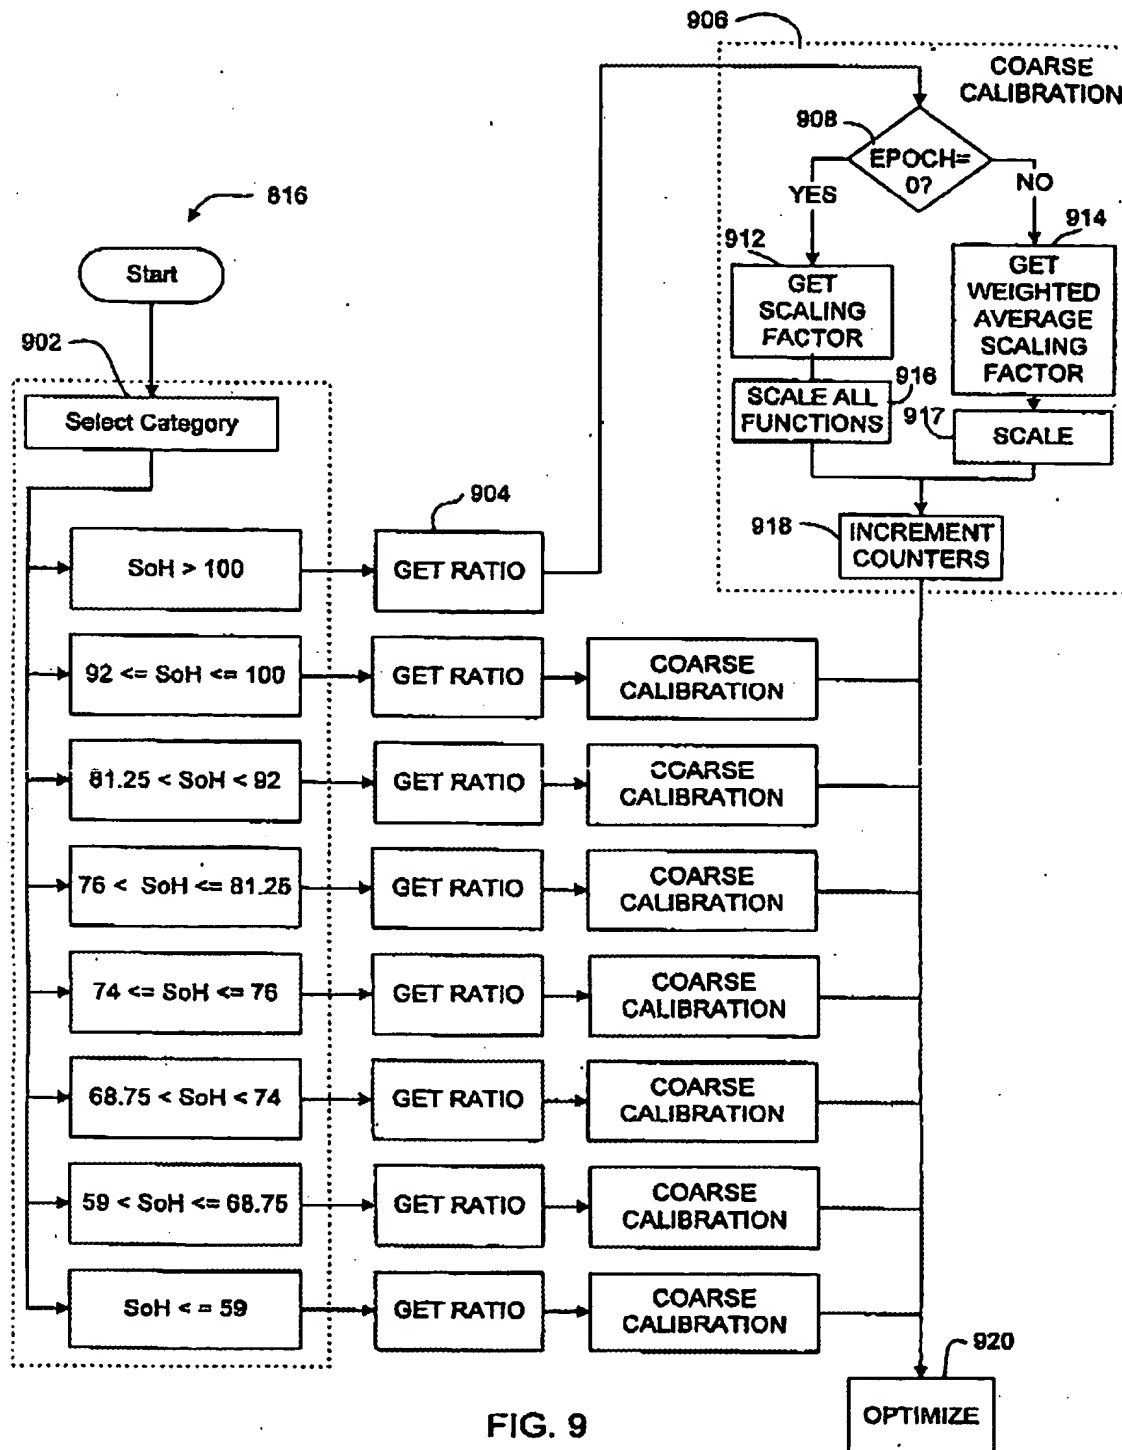 906
COARSE
CALIBRATION
908
EPOCH=
0?
YES
NO
816
Start
912
GET
SCALING
FACTOR
914
GET
WEIGHTED
AVERAGE
SCALING
FACTOR
902
Select Category
SCALE ALL
FUNCTIONS
916
917
SCALE
904
918
INCREMENT
COUNTERS
SoH > 100
GET RATIO
92 <= SoH <= 100
GET RATIO
COARSE
CALIBRATION
81.25 < SoH < 92
GET RATIO
COARSE
CALIBRATION
76 < SoH <= 81.25
GET RATIO
COARSE
CALIBRATION
74 <= SoH <= 76
GET RATIO
COARSE
CALIBRATION
68.75 < SoH < 74
GET RATIO
COARSE
CALIBRATION
59 < SoH <= 68.75
GET RATIO
COARSE
CALIBRATION
SoH < = 59
GET RATIO
COARSE
CALIBRATION
920
OPTIMIZE
FIG. 9